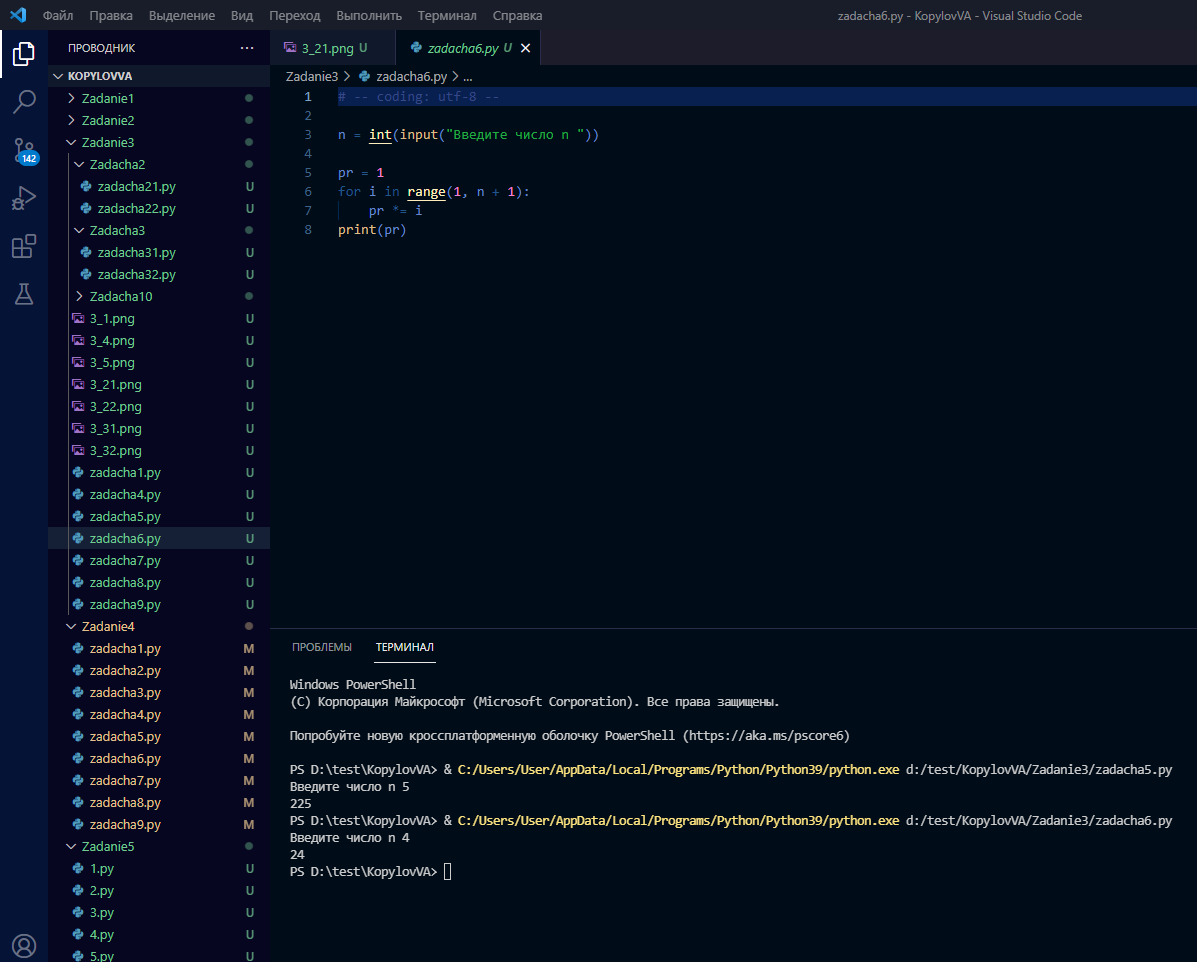 Файл Правка Выделение Вид Переход Выполнить Терминал Справка zadacha6.py - KopylovVA - Visual Studio Code
ПРОВОДНИК ···
KOPYLOVVA
Zadanie1
Zadanie2
Zadanie3
Zadacha2
zadacha21.py U
zadacha22.py U
Zadacha3
zadacha31.py U
zadacha32.py U
Zadacha10
3_1.png U
3_4.png U
3_5.png U
3_21.png U
3_22.png U
3_31.png U
3_32.png U
zadacha1.py U
zadacha4.py U
zadacha5.py U
zadacha6.py U
zadacha7.py U
zadacha8.py U
zadacha9.py U
Zadanie4
zadacha1.py M
zadacha2.py M
zadacha3.py M
zadacha4.py M
zadacha5.py M
zadacha6.py M
zadacha7.py M
zadacha8.py M
zadacha9.py M
Zadanie5
1.py U
2.py U
3.py U
4.py U
5.py U
142
3_21.png U zadacha6.py U
Zadanie3 > zadacha6.py > ...
1 # -- coding: utf-8 --
2
3 n = int(input("Введите число n "))
4
5 pr = 1
6 for i in range(1, n + 1):
7 pr *= i
8 print(pr)
ПРОБЛЕМЫ ТЕРМИНАЛ
Windows PowerShell
(C) Корпорация Майкрософт (Microsoft Corporation). Все права защищены.
Попробуйте новую кроссплатформенную оболочку PowerShell (https://aka.ms/pscore6)
PS D:\test\KopylovVA> & C:/Users/User/AppData/Local/Programs/Python/Python39/python.exe d:/test/KopylovVA/Zadanie3/zadacha5.py
Введите число n 5
225
PS D:\test\KopylovVA> & C:/Users/User/AppData/Local/Programs/Python/Python39/python.exe d:/test/KopylovVA/Zadanie3/zadacha6.py
Введите число n 4
24
PS D:\test\KopylovVA>